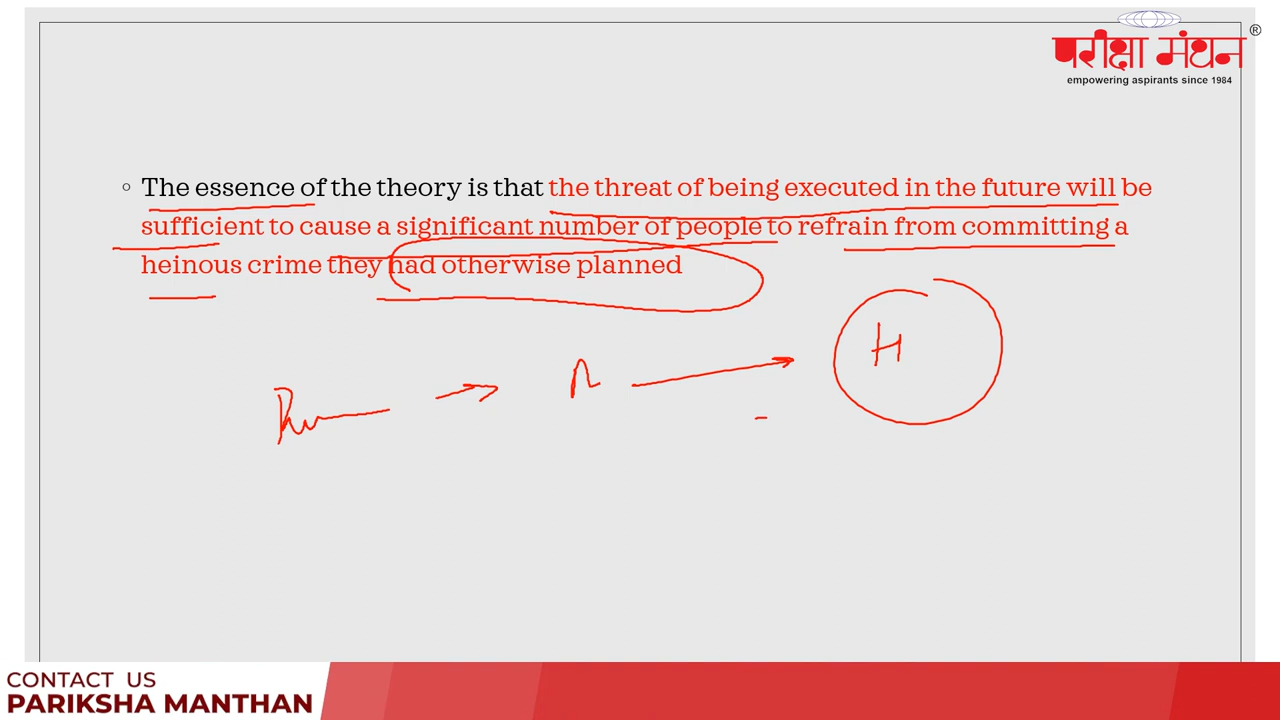 परीक्षा मंथन ®
empowering aspirants since 1984
◦ The essence of the theory is that the threat of being executed in the future will be
sufficient to cause a significant number of people to refrain from committing a
heinous crime they had otherwise planned
H
CONTACT US
PARIKSHA MANTHAN